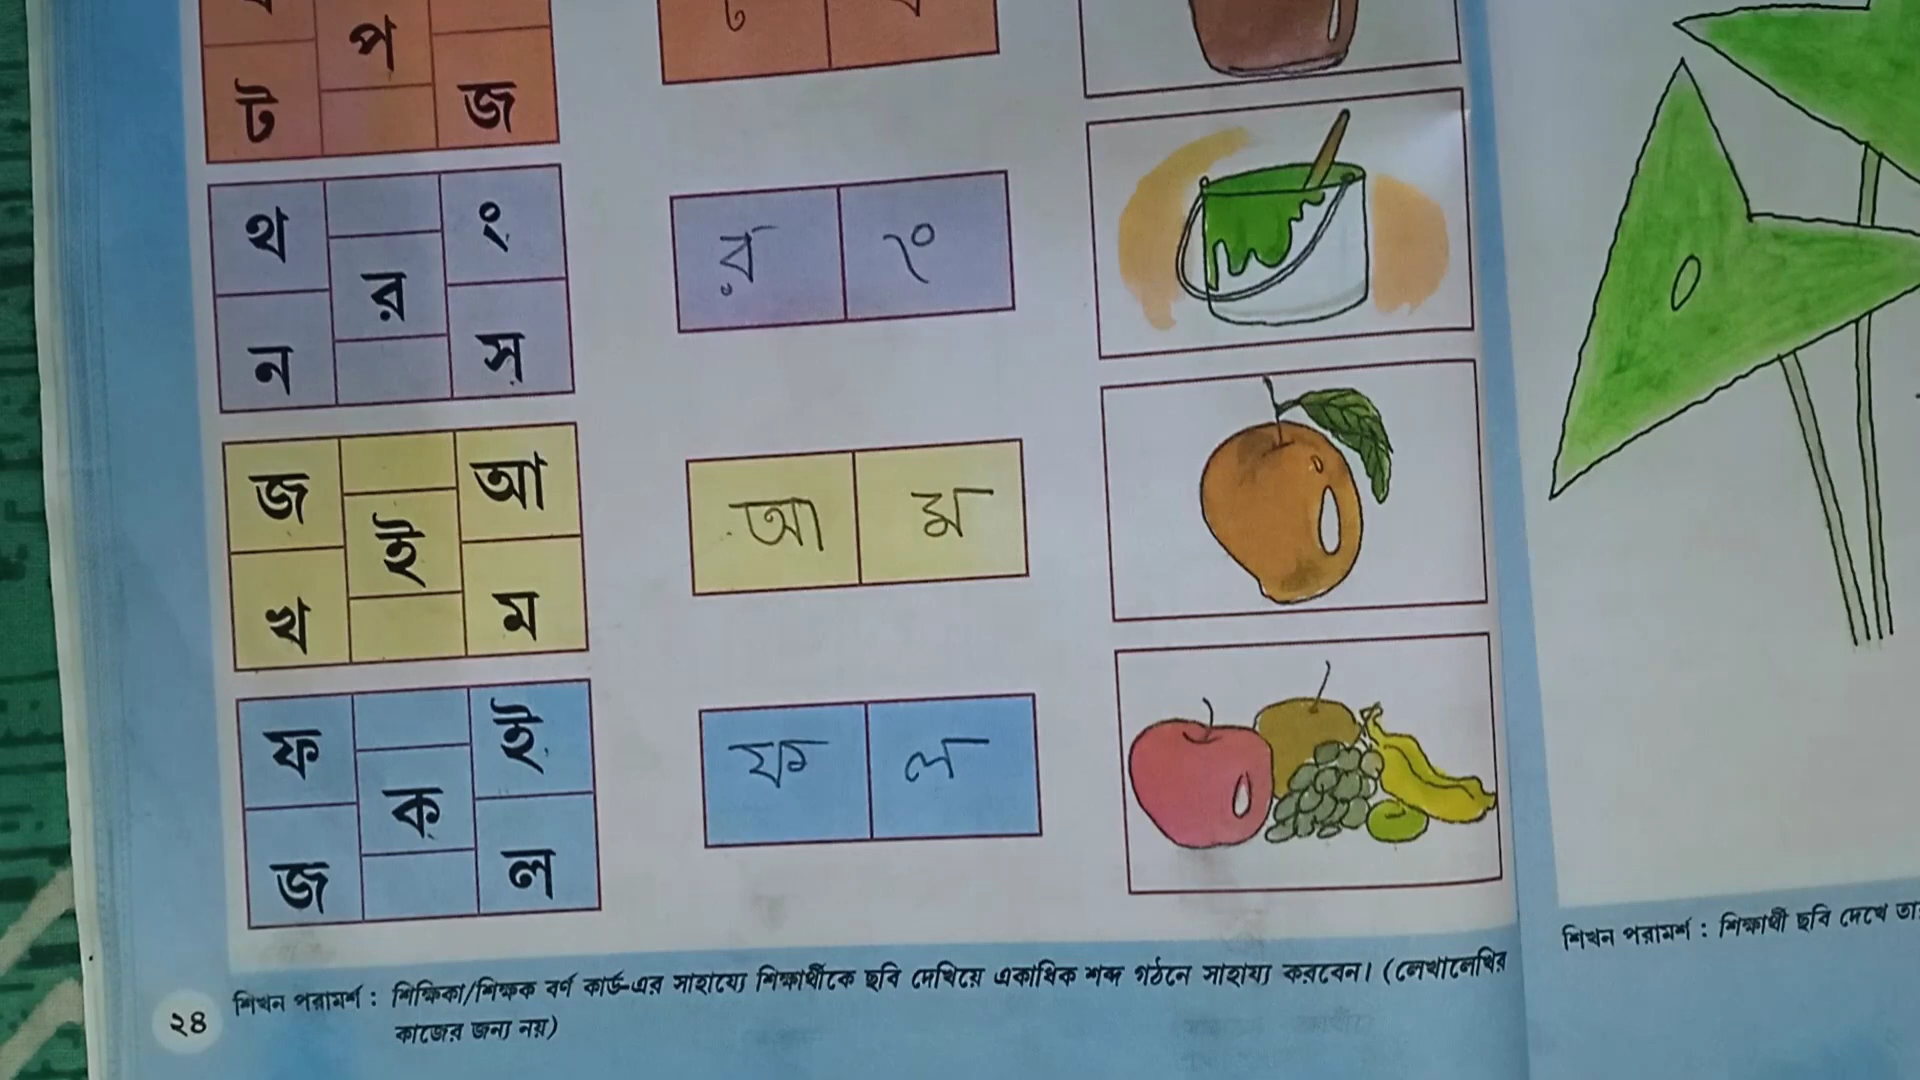 প
ট জ
থ ং
র
ন স
র ং
জ আ
ই
খ ম
আ ম
ফ ই
ক
জ ল
ফ ল
শিখন পরামর্শ : শিক্ষিকা/শিক্ষক বর্ণ কার্ড-এর সাহায্যে শিক্ষার্থীকে ছবি দেখিয়ে একাধিক শব্দ গঠনে সাহায্য করবেন। (লেখালেখির
কাজের জন্য নয়)
২৪
শিখন পরামর্শ : শিক্ষার্থী ছবি দেখে